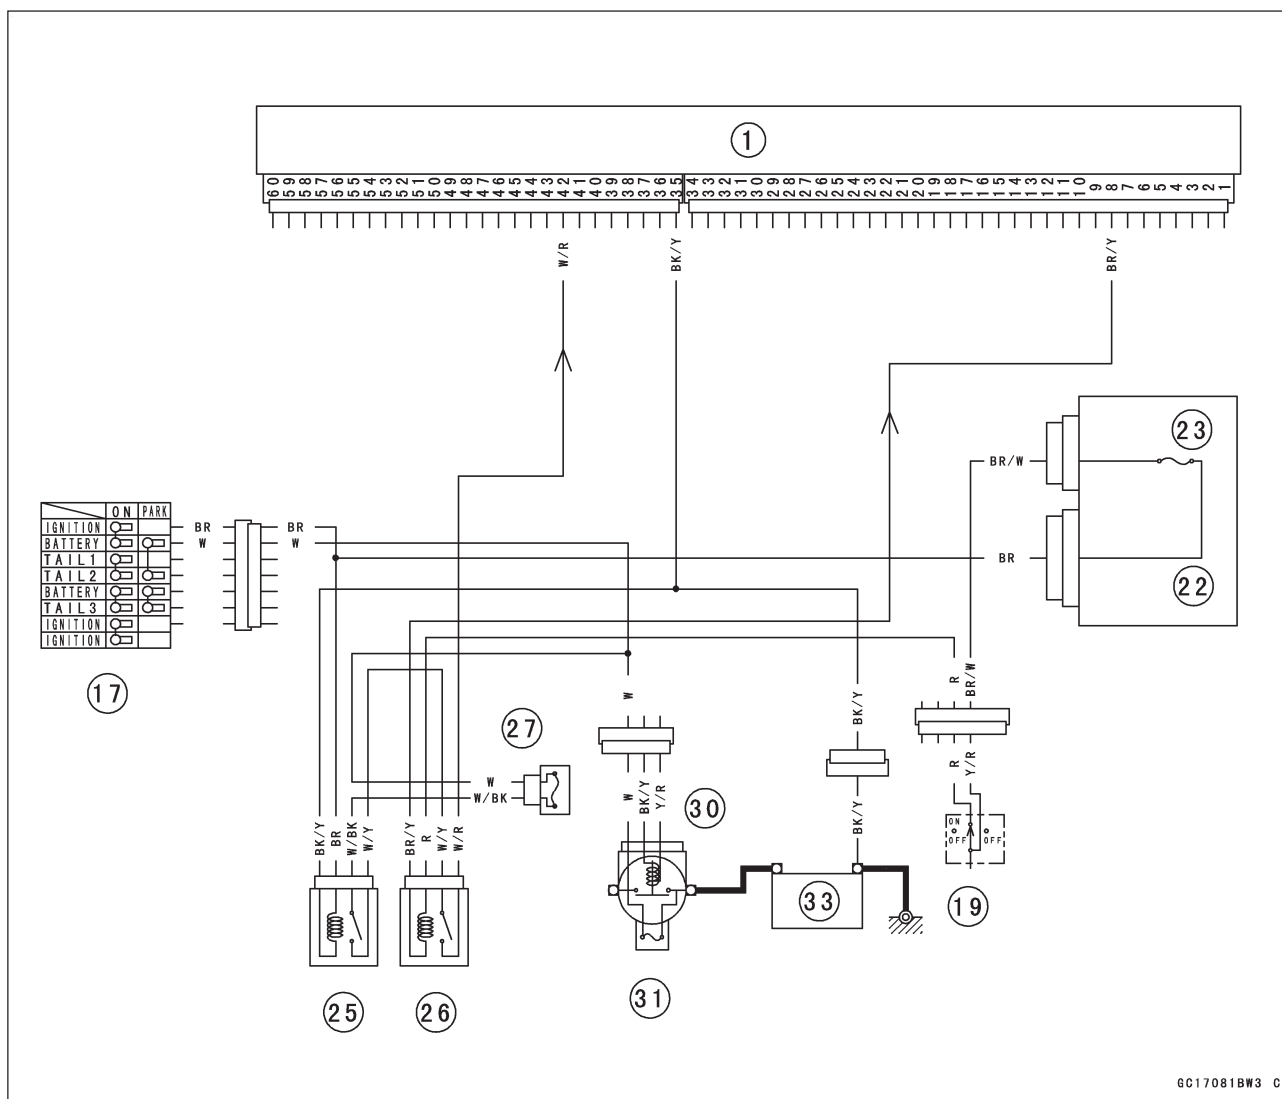 1
60 59 58 57 56 55 54 53 52 51 50 49 48 47 46 45 44 43 42 41 40 39 38 37 36 35 34 33 32 31 30 29 28 27 26 25 24 23 22 21 20 19 18 17 16 15 14 13 12 11 10 9 8 7 6 5 4 3 2 1
W/R BK/Y BR/Y
23
BR/W
ON PARK
IGNITION BR BR
BATTERY W W
TAIL1 BR
TAIL2
BATTERY 22
TAIL3
IGNITION
IGNITION
17
R BR/W
W BK/Y
27
R Y/R
W
W/BK
W BK/Y Y/R 30
BK/Y
BK/Y BR W/BK W/Y BR/Y R W/Y W/R
ON
OFF OFF
33 19
31
25 26
GC17081BW3 C